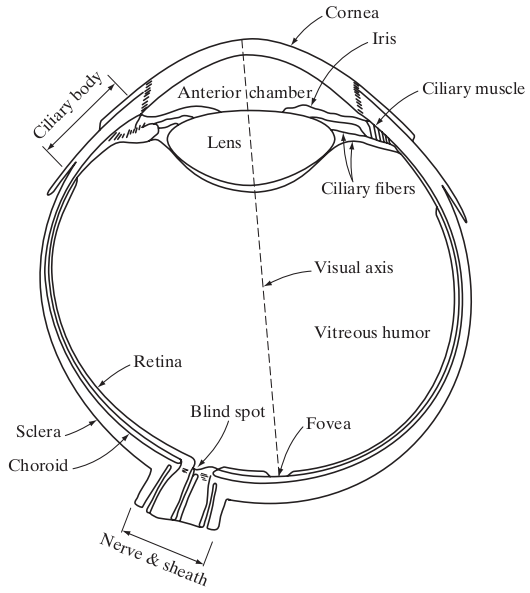 Cornea
Iris
Ciliary body
Anterior chamber
Ciliary muscle
Lens
Ciliary fibers
Visual axis
Vitreous humor
Retina
Blind spot
Fovea
Sclera
Choroid
Nerve & sheath